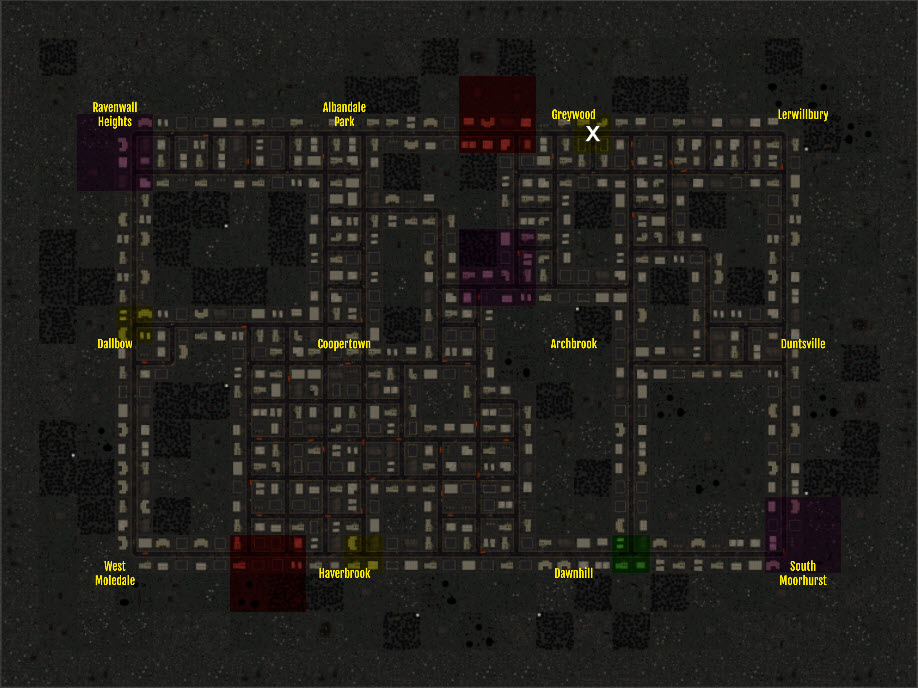 Ravenwall
Heights
Albandale
Park
Greywood
X
Lerwillbury
Dallbow
Coopertown
Archbrook
Duntsville
West
Moledale
Haverbrook
Dawnhill
South
Moorhurst